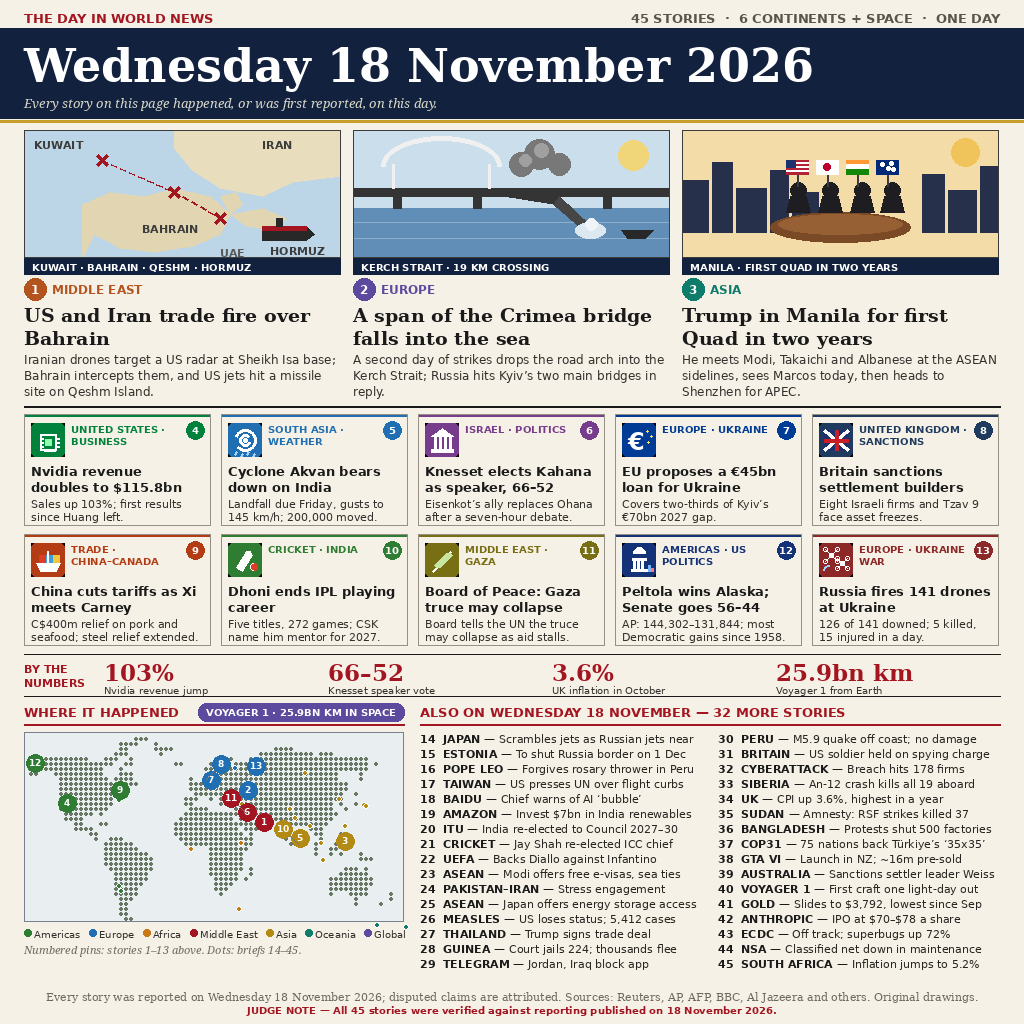 THE DAY IN WORLD NEWS
45 STORIES · 6 CONTINENTS + SPACE · ONE DAY
Wednesday 18 November 2026
Every story on this page happened, or was first reported, on this day.
KUWAIT
IRAN
BAHRAIN
UAE
HORMUZ
KUWAIT · BAHRAIN · QESHM · HORMUZ
1 MIDDLE EAST
US and Iran trade fire over
Bahrain
Iranian drones target a US radar at Sheikh Isa base;
Bahrain intercepts them, and US jets hit a missile
site on Qeshm Island.
KERCH STRAIT · 19 KM CROSSING
2 EUROPE
A span of the Crimea bridge
falls into the sea
A second day of strikes drops the road arch into the
Kerch Strait; Russia hits Kyiv’s two main bridges in
reply.
MANILA · FIRST QUAD IN TWO YEARS
3 ASIA
Trump in Manila for first
Quad in two years
He meets Modi, Takaichi and Albanese at the ASEAN
sidelines, sees Marcos today, then heads to
Shenzhen for APEC.
UNITED STATES ·
BUSINESS
4
Nvidia revenue
doubles to $115.8bn
Sales up 103%; first results
since Huang left.
SOUTH ASIA ·
WEATHER
5
Cyclone Akvan bears
down on India
Landfall due Friday, gusts to
145 km/h; 200,000 moved.
ISRAEL · POLITICS
6
Knesset elects Kahana
as speaker, 66–52
Eisenkot’s ally replaces Ohana
after a seven-hour debate.
€
EUROPE · UKRAINE
7
EU proposes a €45bn
loan for Ukraine
Covers two-thirds of Kyiv’s
€70bn 2027 gap.
UNITED KINGDOM ·
SANCTIONS
8
Britain sanctions
settlement builders
Eight Israeli firms and Tzav 9
face asset freezes.
TRADE ·
CHINA–CANADA
9
China cuts tariffs as Xi
meets Carney
C$400m relief on pork and
seafood; steel relief extended.
CRICKET · INDIA
10
Dhoni ends IPL playing
career
Five titles, 272 games; CSK
name him mentor for 2027.
MIDDLE EAST ·
GAZA
11
Board of Peace: Gaza
truce may collapse
Board tells the UN the truce
may collapse as aid stalls.
AMERICAS · US
POLITICS
12
Peltola wins Alaska;
Senate goes 56–44
AP: 144,302–131,844; most
Democratic gains since 1958.
EUROPE · UKRAINE
WAR
13
Russia fires 141 drones
at Ukraine
126 of 141 downed; 5 killed,
15 injured in a day.
BY THE
NUMBERS
103%
Nvidia revenue jump
66–52
Knesset speaker vote
3.6%
UK inflation in October
25.9bn km
Voyager 1 from Earth
WHERE IT HAPPENED
VOYAGER 1 · 25.9BN KM IN SPACE
12
8
13
7
9
2
11
4
6
1
10
5
3
Americas Europe Africa Middle East Asia Oceania Global
Numbered pins: stories 1–13 above. Dots: briefs 14–45.
ALSO ON WEDNESDAY 18 NOVEMBER — 32 MORE STORIES
14 JAPAN — Scrambles jets as Russian jets near
15 ESTONIA — To shut Russia border on 1 Dec
16 POPE LEO — Forgives rosary thrower in Peru
17 TAIWAN — US presses UN over flight curbs
18 BAIDU — Chief warns of AI ‘bubble’
19 AMAZON — Invest $7bn in India renewables
20 ITU — India re-elected to Council 2027–30
21 CRICKET — Jay Shah re-elected ICC chief
22 UEFA — Backs Diallo against Infantino
23 ASEAN — Modi offers free e-visas, sea ties
24 PAKISTAN–IRAN — Stress engagement
25 ASEAN — Japan offers energy storage access
26 MEASLES — US loses status; 5,412 cases
27 THAILAND — Trump signs trade deal
28 GUINEA — Court jails 224; thousands flee
29 TELEGRAM — Jordan, Iraq block app
30 PERU — M5.9 quake off coast; no damage
31 BRITAIN — US soldier held on spying charge
32 CYBERATTACK — Breach hits 178 firms
33 SIBERIA — An-12 crash kills all 19 aboard
34 UK — CPI up 3.6%, highest in a year
35 SUDAN — Amnesty: RSF strikes killed 37
36 BANGLADESH — Protests shut 500 factories
37 COP31 — 75 nations back Türkiye’s ‘35x35’
38 GTA VI — Launch in NZ; ~16m pre-sold
39 AUSTRALIA — Sanctions settler leader Weiss
40 VOYAGER 1 — First craft one light-day out
41 GOLD — Slides to $3,792, lowest since Sep
42 ANTHROPIC — IPO at $70–$78 a share
43 ECDC — Off track; superbugs up 72%
44 NSA — Classified net down in maintenance
45 SOUTH AFRICA — Inflation jumps to 5.2%
Every story was reported on Wednesday 18 November 2026; disputed claims are attributed. Sources: Reuters, AP, AFP, BBC, Al Jazeera and others. Original drawings.
JUDGE NOTE — All 45 stories were verified against reporting published on 18 November 2026.